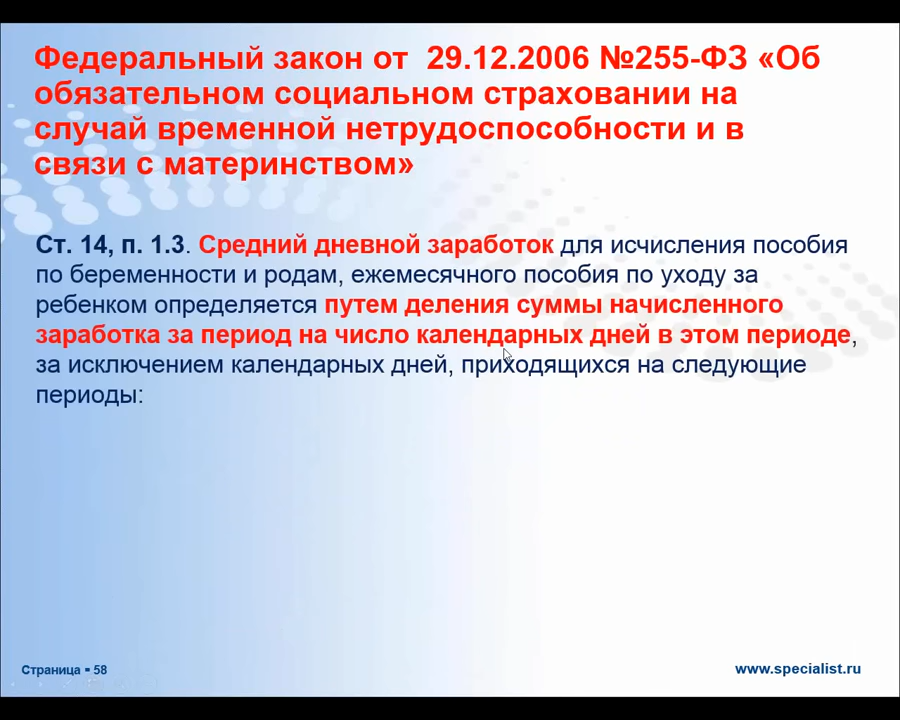 Федеральный закон от 29.12.2006 №255-ФЗ «Об
обязательном социальном страховании на
случай временной нетрудоспособности и в
связи с материнством»
Ст. 14, п. 1.3. Средний дневной заработок для исчисления пособия
по беременности и родам, ежемесячного пособия по уходу за
ребенком определяется путем деления суммы начисленного
заработка за период на число календарных дней в этом периоде,
за исключением календарных дней, приходящихся на следующие
периоды:
Страница ▪ 58
www.specialist.ru